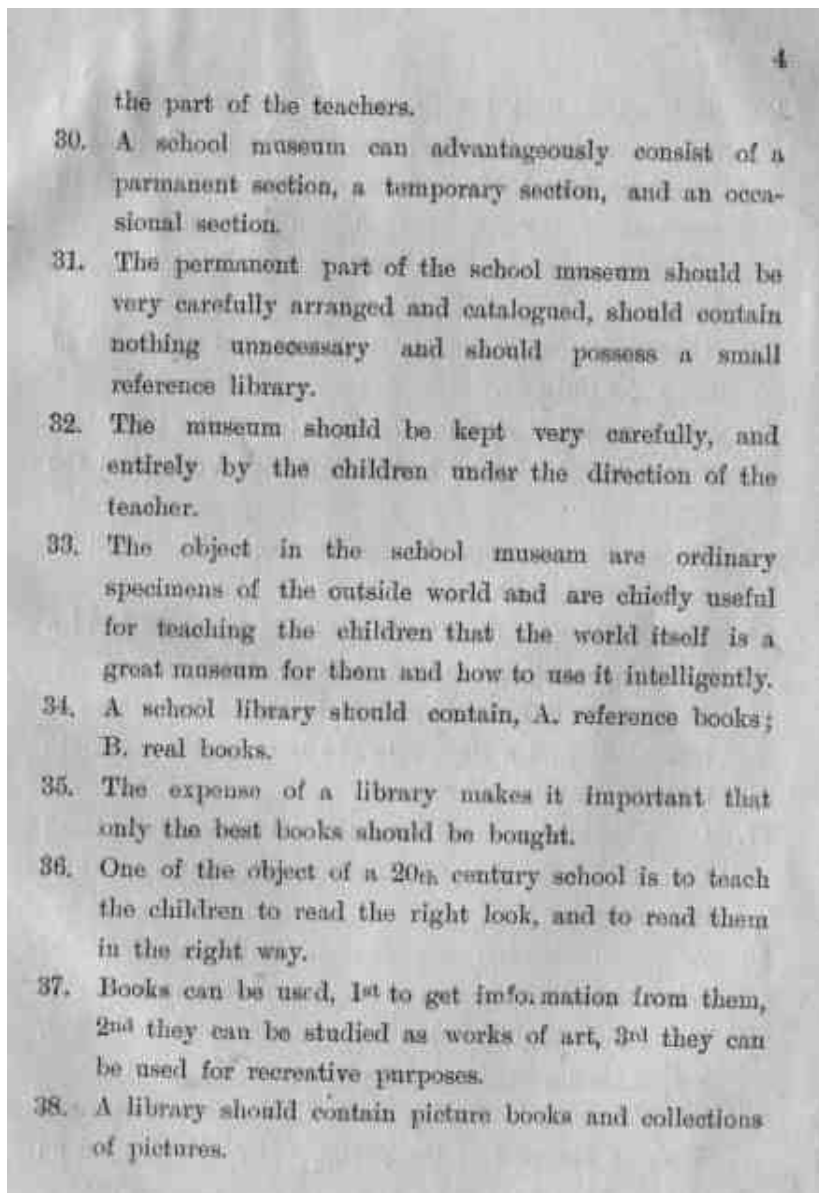 4
the part of the teachers.
30. A school museum can advantageously consist of a
parmanent section, a temporary section, and an occa-
sional section.
31. The permanent part of the school museum should be
very carefully arranged and catalogued, should contain
nothing unnecessary and should possess a small
reference library.
32. The museum should be kept very carefully, and
entirely by the children under the direction of the
teacher.
33. The object in the school museam are ordinary
specimens of the outside world and are chiefly useful
for teaching the children that the world itself is a
great museum for them and how to use it intelligently.
34. A school library should contain, A. reference books;
B. real books.
35. The expense of a library makes it important that
only the best books should be bought.
36. One of the object of a 20th century school is to teach
the children to read the right look, and to read them
in the right way.
37. Books can be used, 1st to get imformation from them,
2nd they can be studied as works of art, 3rd they can
be used for recreative purposes.
38. A library should contain picture books and collections
of pictures.